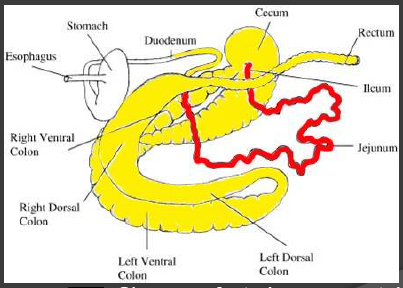 Cecum
Stomach
Rectum
Duodenum
Esophagus
Ileum
Right Ventral
Colon
Jejunum
Right Dorsal
Colon
Left Ventral
Colon
Left Dorsal
Colon